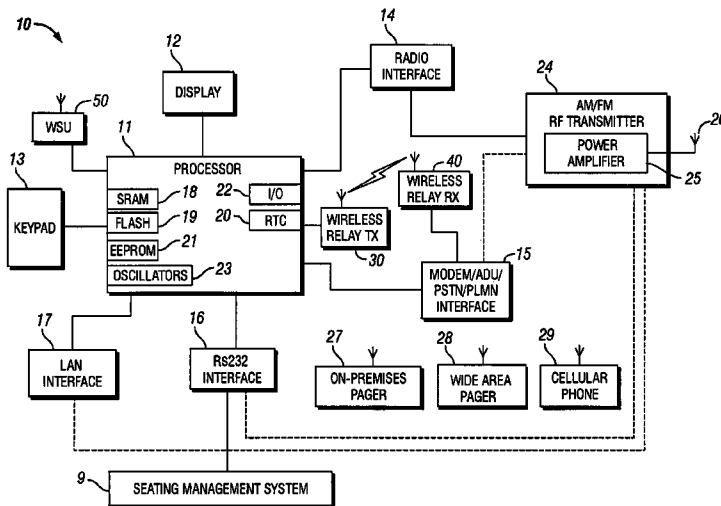 10
12
DISPLAY
14
RADIO
INTERFACE
24
AM/FM
RF TRANSMITTER
POWER
AMPLIFIER
25
26
50
WSU
11
PROCESSOR
18
SRAM
19
FLASH
21
EEPROM
23
OSCILLATORS
22
I/O
20
RTC
13
KEYPAD
WIRELESS
RELAY TX
30
40
WIRELESS
RELAY RX
15
MODEM/ADU/
PSTN/PLMN
INTERFACE
17
LAN
INTERFACE
16
Rs232
INTERFACE
27
ON-PREMISES
PAGER
28
WIDE AREA
PAGER
29
CELLULAR
PHONE
9
SEATING MANAGEMENT SYSTEM